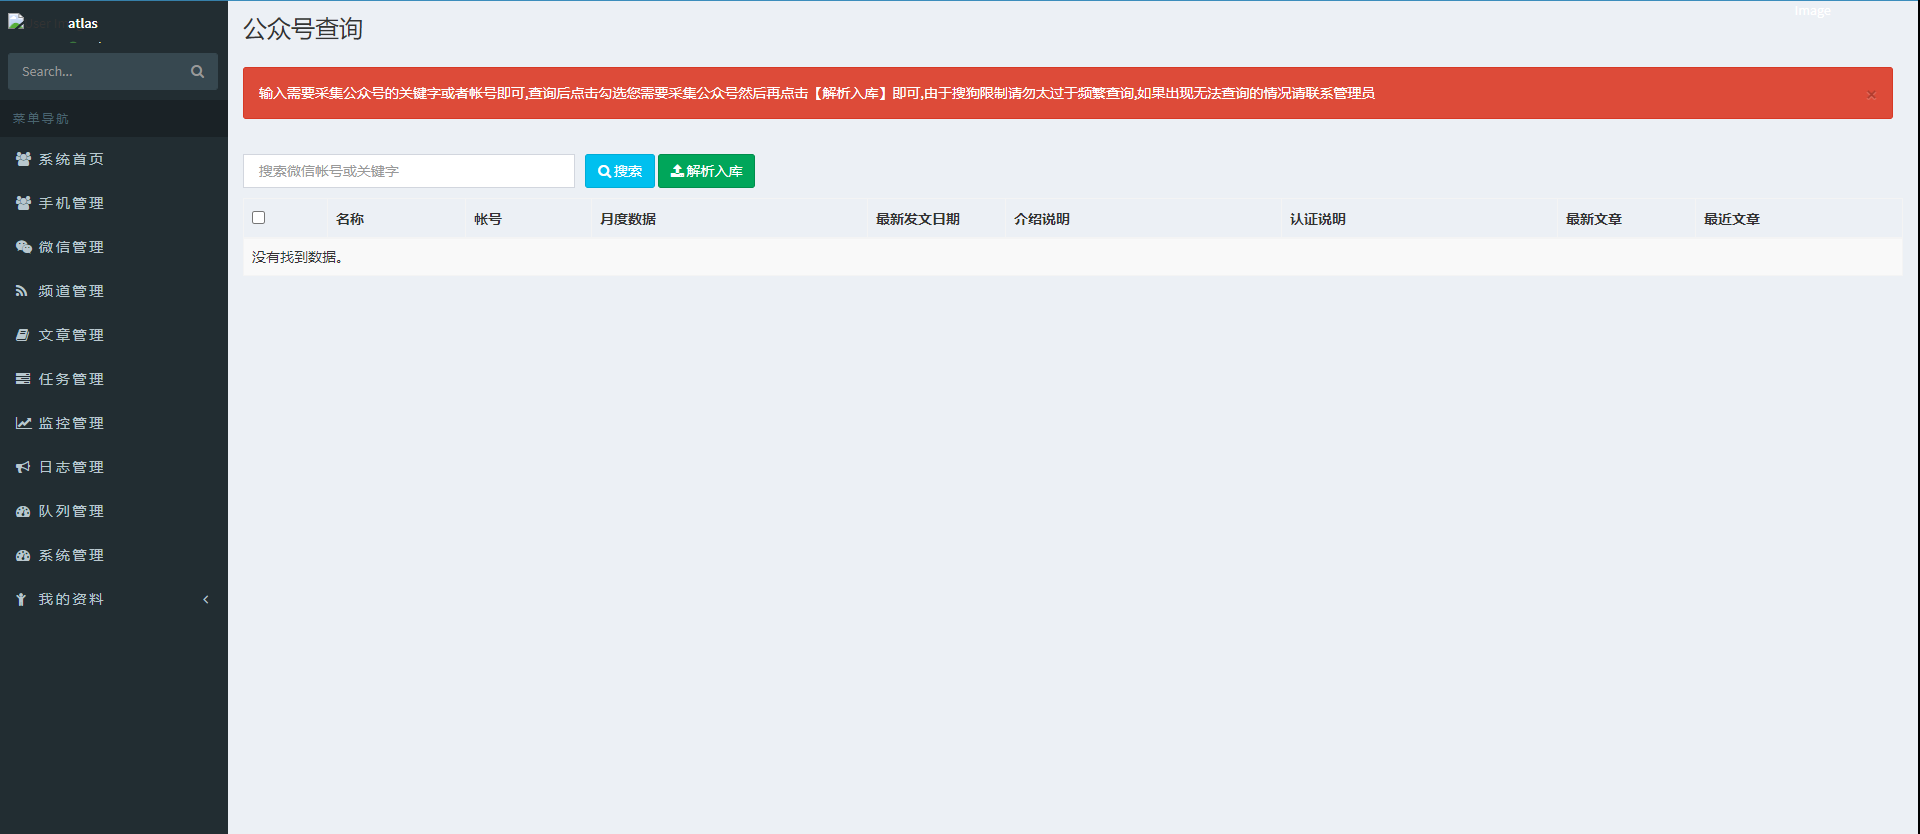 atlas
Search...
菜单导航
系统首页
手机管理
微信管理
频道管理
文章管理
任务管理
监控管理
日志管理
队列管理
系统管理
我的资料
Image
公众号查询
输入需要采集公众号的关键字或者帐号即可,查询后点击勾选您需要采集公众号然后再点击【解析入库】即可,由于搜狗限制请勿太过于频繁查询,如果出现无法查询的情况请联系管理员
×
搜索微信帐号或关键字 搜索 解析入库
名称 帐号 月度数据 最新发文日期 介绍说明 认证说明 最新文章 最近文章
没有找到数据。